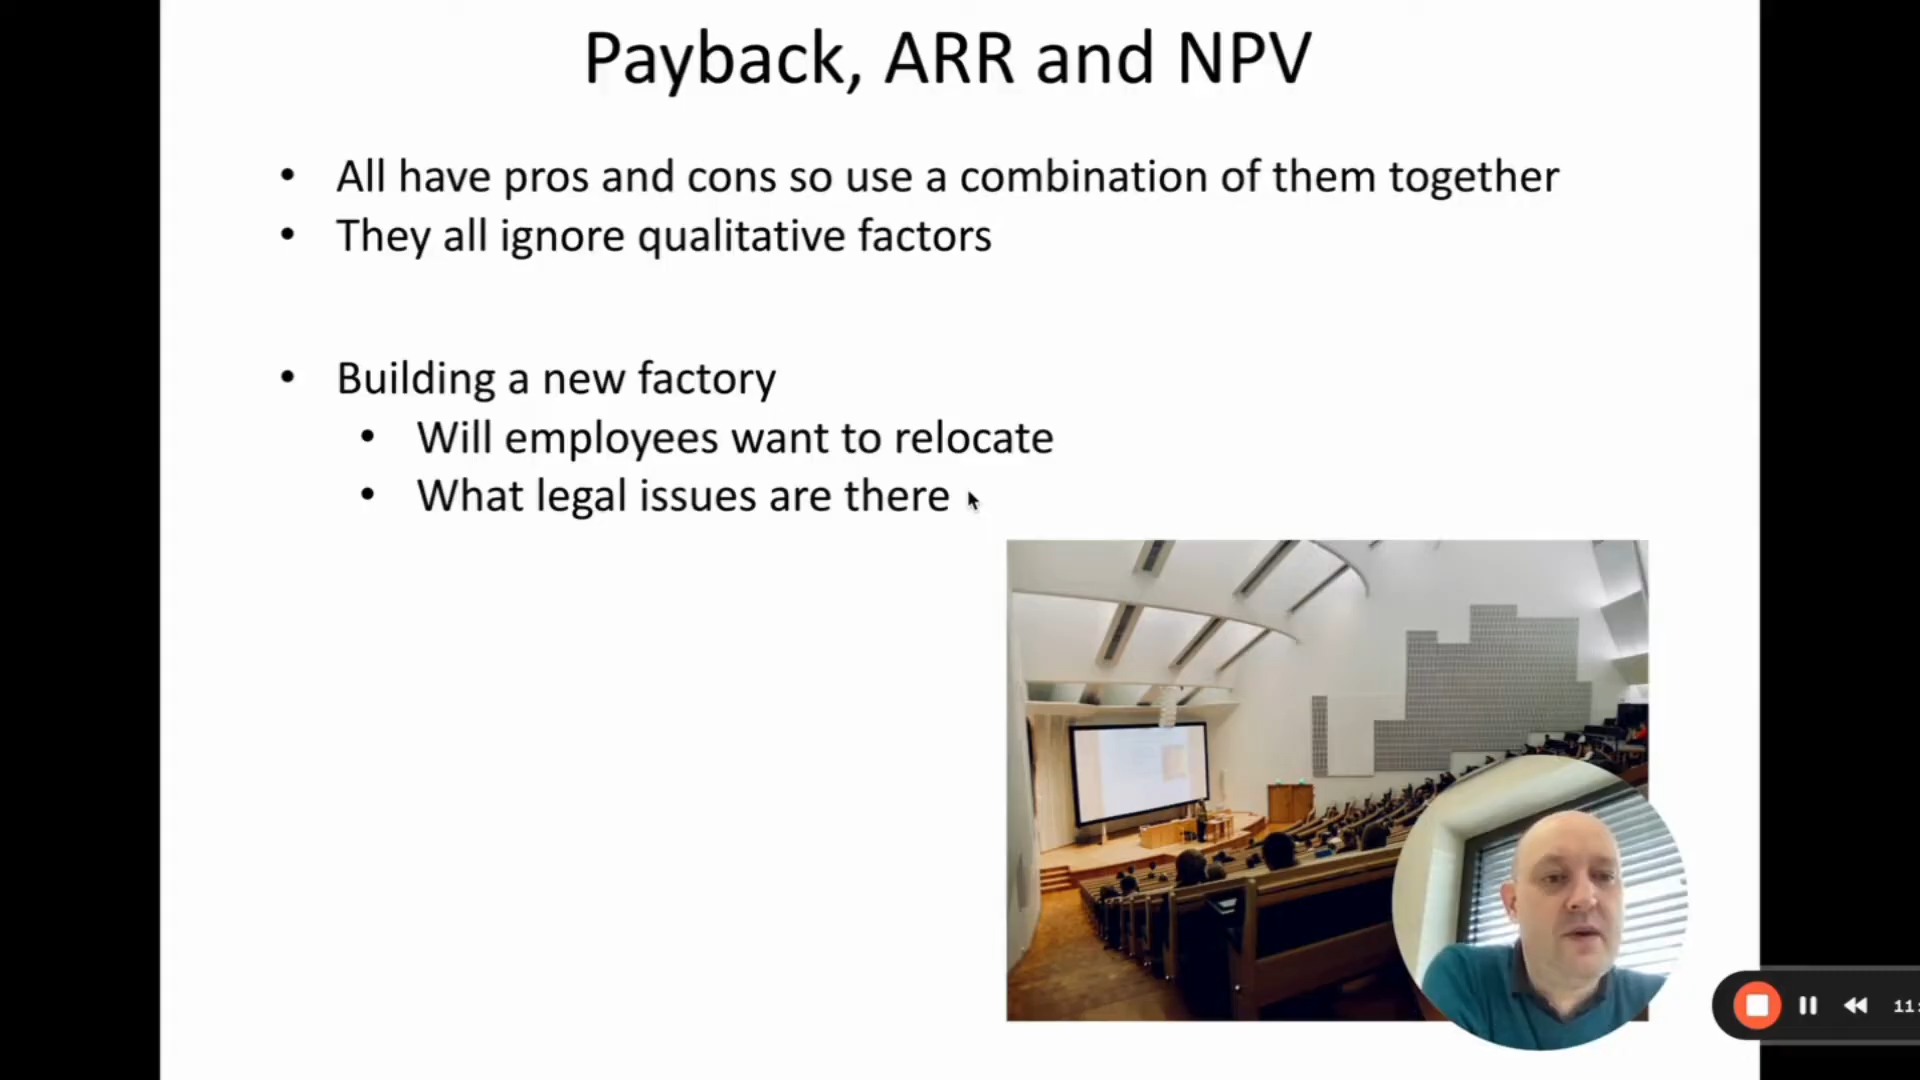 Payback, ARR and NPV
• All have pros and cons so use a combination of them together
• They all ignore qualitative factors
• Building a new factory
• Will employees want to relocate
• What legal issues are there
11: